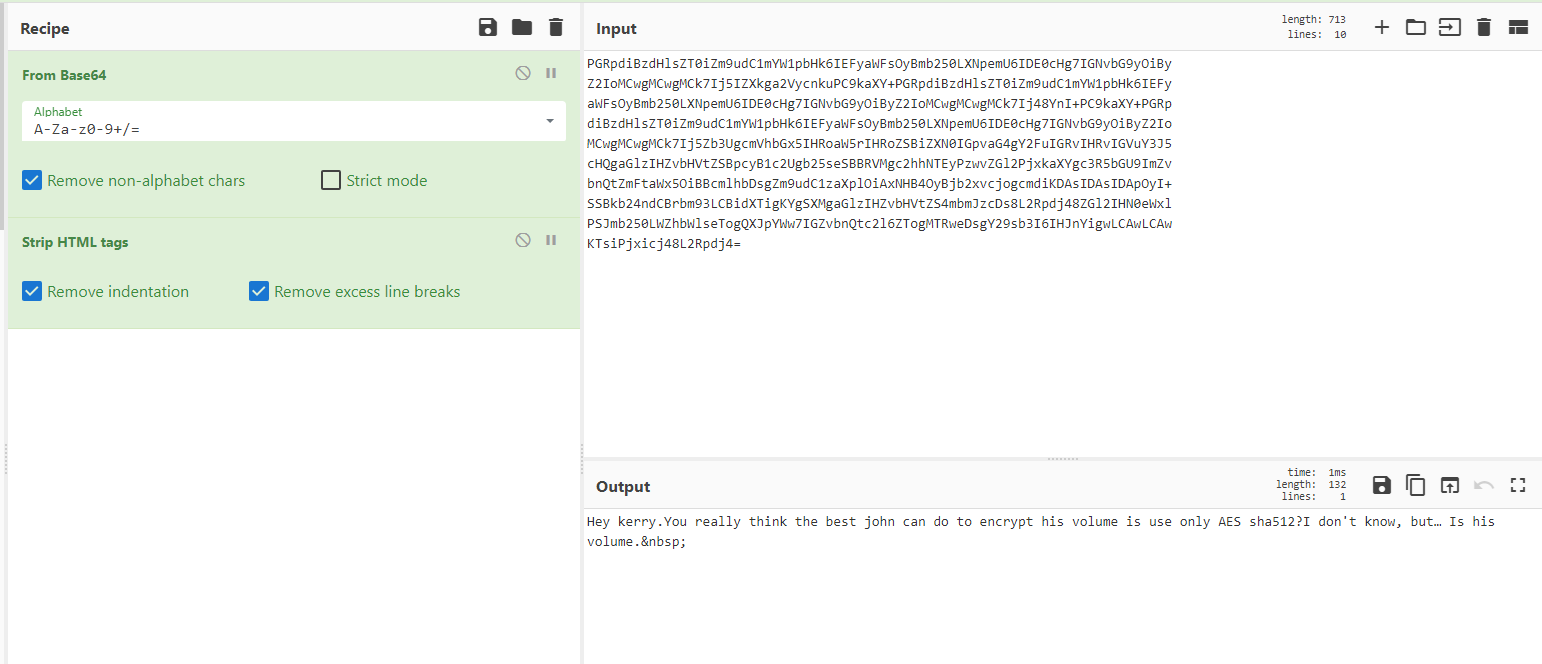 Recipe
From Base64
Alphabet
A-Za-z0-9+/=
Remove non-alphabet chars
Strict mode
Strip HTML tags
Remove indentation
Remove excess line breaks
Input
length: 713
lines: 10
PGRpdiBzdHlsZT0iZm9udC1mYW1pbHk6IEFyaWFsOyBmb250LXNpemU6IDE0cHg7IGNvbG9yOiBy
Z2IoMCwgMCwgMCk7Ij5IZXkga2VycnkuPC9kaXY+PGRpdiBzdHlsZT0iZm9udC1mYW1pbHk6IEFy
aWFsOyBmb250LXNpemU6IDE0cHg7IGNvbG9yOiByZ2IoMCwgMCwgMCk7Ij48YnI+PC9kaXY+PGRp
diBzdHlsZT0iZm9udC1mYW1pbHk6IEFyaWFsOyBmb250LXNpemU6IDE0cHg7IGNvbG9yOiByZ2Io
MCwgMCwgMCk7Ij5Zb3UgcmVhbGx5IHRoaW5rIHRoZSBiZXN0IGpvaG4gY2FuIGRvIHRvIGVuY3J5
cHQgaGlzIHZvbHVtZSBpcyB1c2Ugb25seSBBRVMgc2hhNTEyPzwvZGl2PjxkaXYgc3R5bGU9ImZv
bnQtZmFtaWx5OiBBcmlhbDsgZm9udC1zaXplOiAxNHB4OyBjb2xvcjogcmdiKDAsIDAsIDApOyI+
SSBkb24ndCBrbm93LCBidXTigKYgSXMgaGlzIHZvbHVtZS4mbmJzcDs8L2Rpdj48ZGl2IHN0eWxl
PSJmb250LWZhbWlseTogQXJpYWw7IGZvbnQtc2l6ZTogMTRweDsgY29sb3I6IHJnYigwLCAwLCAw
KTsiPjxicj48L2Rpdj4=
Output
time: 1ms
length: 132
lines: 1
Hey kerry.You really think the best john can do to encrypt his volume is use only AES sha512?I don't know, but… Is his
volume.&nbsp;